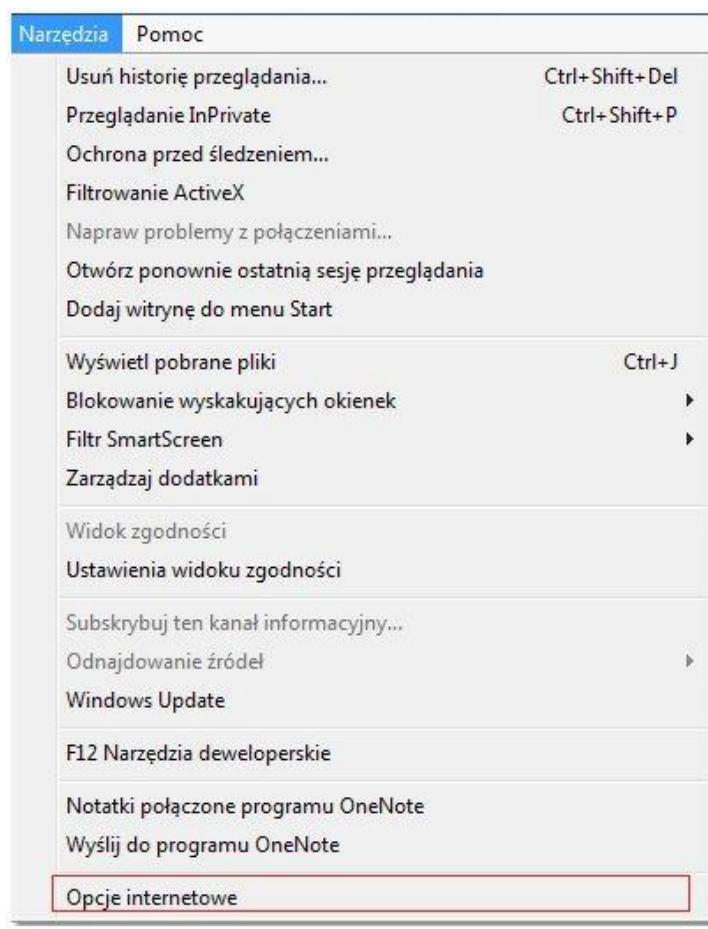 Narzędzia Pomoc
Usuń historię przeglądania... Ctrl+Shift+Del
Przeglądanie InPrivate Ctrl+Shift+P
Ochrona przed śledzeniem...
Filtrowanie ActiveX
Napraw problemy z połączeniami...
Otwórz ponownie ostatnią sesję przeglądania
Dodaj witrynę do menu Start
Wyświetl pobrane pliki Ctrl+J
Blokowanie wyskakujących okienek
Filtr SmartScreen
Zarządzaj dodatkami
Widok zgodności
Ustawienia widoku zgodności
Subskrybuj ten kanał informacyjny...
Odnajdowanie źródeł
Windows Update
F12 Narzędzia deweloperskie
Notatki połączone programu OneNote
Wyślij do programu OneNote
Opcje internetowe